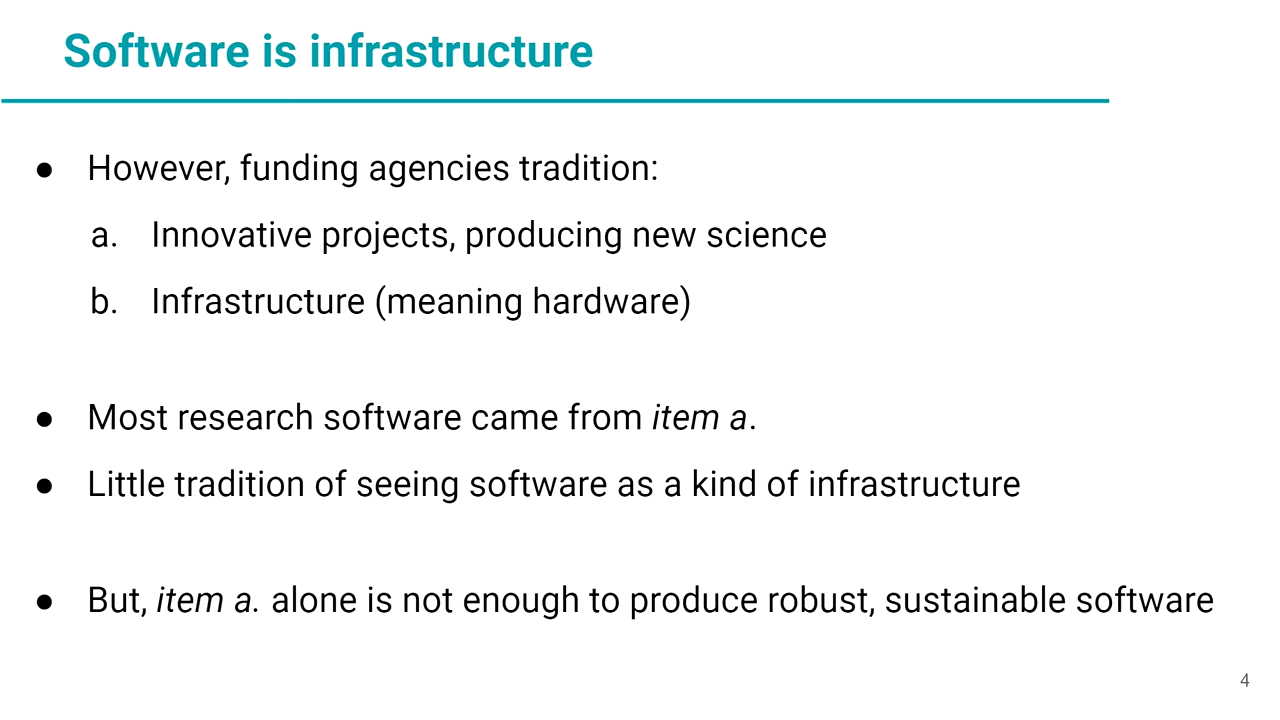 Software is infrastructure
● However, funding agencies tradition:
a. Innovative projects, producing new science
b. Infrastructure (meaning hardware)
● Most research software came from item a.
● Little tradition of seeing software as a kind of infrastructure
● But, item a. alone is not enough to produce robust, sustainable software
4